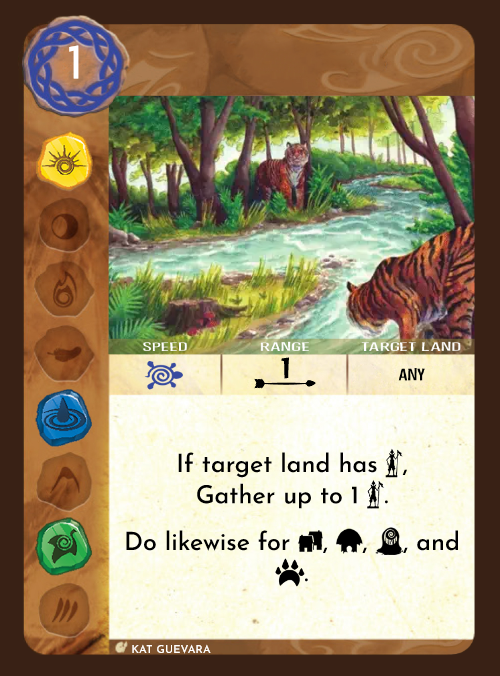 1
SPEED RANGE TARGET LAND
1 ANY
If target land has ,
Gather up to 1 .
Do likewise for , , , and
.
KAT GUEVARA